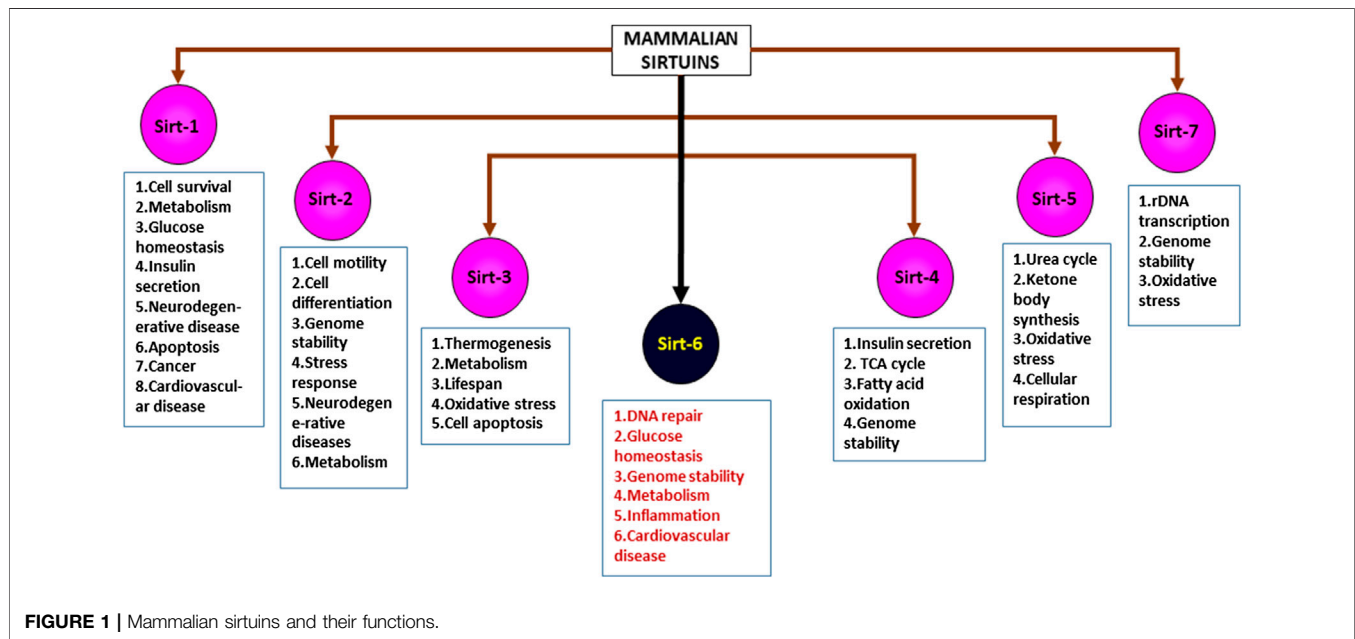 MAMMALIAN
SIRTUINS
Sirt-1
1.Cell survival
2.Metabolism
3.Glucose
homeostasis
4.Insulin
secretion
5.Neurodegen-
erative disease
6.Apoptosis
7.Cancer
8.Cardiovascul-
ar disease
Sirt-2
1.Cell motility
2.Cell
differentiation
3.Genome
stability
4.Stress
response
5.Neurodegen
e-rative
diseases
6.Metabolism
Sirt-3
1.Thermogenesis
2.Metabolism
3.Lifespan
4.Oxidative stress
5.Cell apoptosis
Sirt-6
1.DNA repair
2.Glucose
homeostasis
3.Genome stability
4.Metabolism
5.Inflammation
6.Cardiovascular
disease
Sirt-4
1.Insulin secretion
2. TCA cycle
3.Fatty acid
oxidation
4.Genome
stability
Sirt-5
1.Urea cycle
2.Ketone
body
synthesis
3.Oxidative
stress
4.Cellular
respiration
Sirt-7
1.rDNA
transcription
2.Genome
stability
3.Oxidative
stress
FIGURE 1 | Mammalian sirtuins and their functions.